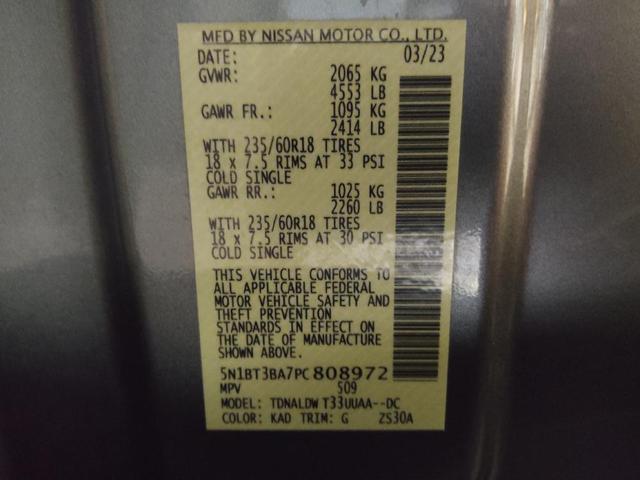 MFD BY NISSAN MOTOR CO., LTD.
DATE: 03/23
GVWR: 2065 KG
4553 LB
GAWR FR.: 1095 KG
2414 LB
WITH 235/60R18 TIRES
18 x 7.5 RIMS AT 33 PSI
COLD SINGLE
GAWR RR.: 1025 KG
2260 LB
WITH 235/60R18 TIRES
18 x 7.5 RIMS AT 30 PSI
COLD SINGLE
THIS VEHICLE CONFORMS TO
ALL APPLICABLE FEDERAL
MOTOR VEHICLE SAFETY AND
THEFT PREVENTION
STANDARDS IN EFFECT ON
THE DATE OF MANUFACTURE
SHOWN ABOVE.
5N1BT3BA7PC808972
MPV 509
MODEL: TDNALDW T33UUAA--DC
COLOR: KAD TRIM: G ZS30A